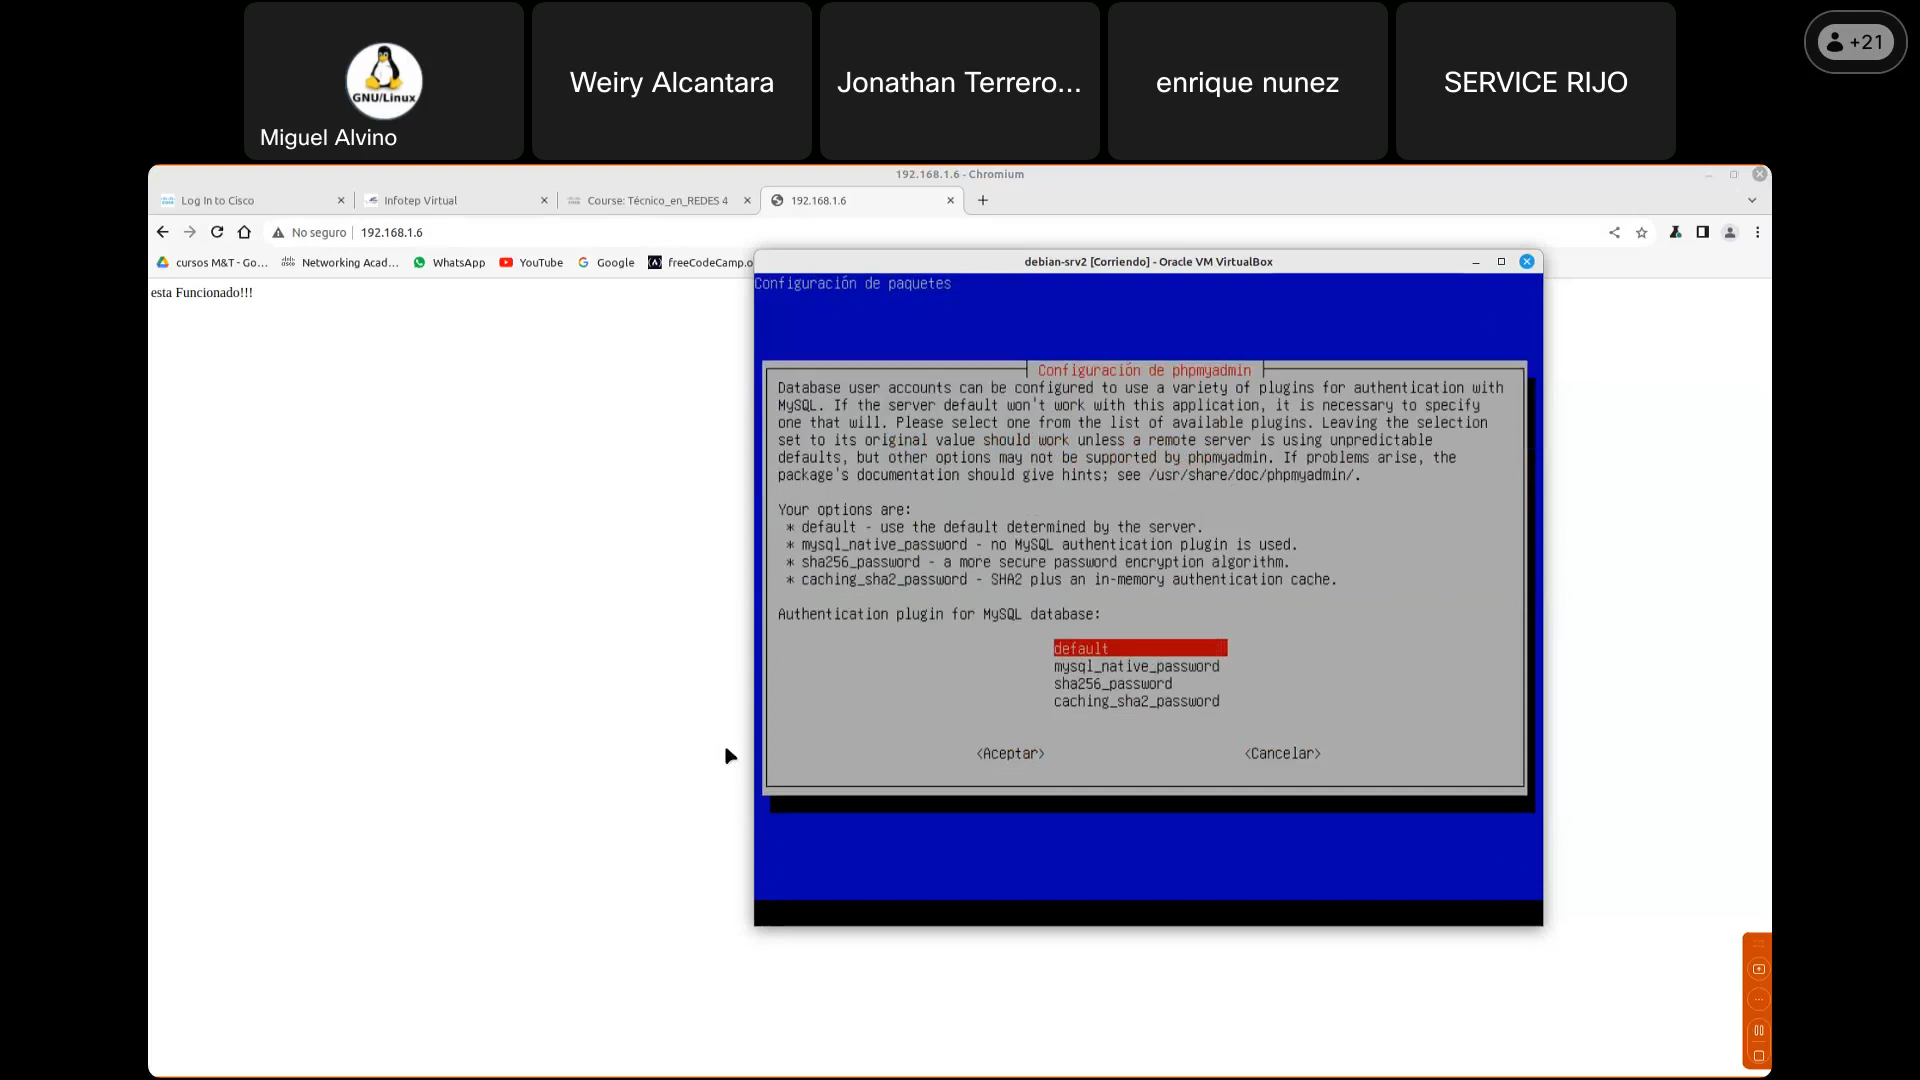 GNU/Linux
Miguel Alvino
Weiry Alcantara
Jonathan Terrero...
enrique nunez
SERVICE RIJO
+21
192.168.1.6 - Chromium
Log In to Cisco
Infotep Virtual
Course: Técnico_en_REDES 4
192.168.1.6
No seguro
192.168.1.6
cursos M&T - Go...
Networking Acad...
WhatsApp
YouTube
Google
freeCodeCamp.o
esta Funcionado!!!
debian-srv2 [Corriendo] - Oracle VM VirtualBox
Configuración de paquetes
Configuración de phpmyadmin
Database user accounts can be configured to use a variety of plugins for authentication with
MySQL. If the server default won't work with this application, it is necessary to specify
one that will. Please select one from the list of available plugins. Leaving the selection
set to its original value should work unless a remote server is using unpredictable
defaults, but other options may not be supported by phpmyadmin. If problems arise, the
package's documentation should give hints; see /usr/share/doc/phpmyadmin/.
Your options are:
* default - use the default determined by the server.
* mysql_native_password - no MySQL authentication plugin is used.
* sha256_password - a more secure password encryption algorithm.
* caching_sha2_password - SHA2 plus an in-memory authentication cache.
Authentication plugin for MySQL database:
default
mysql_native_password
sha256_password
caching_sha2_password
<Aceptar>
<Cancelar>